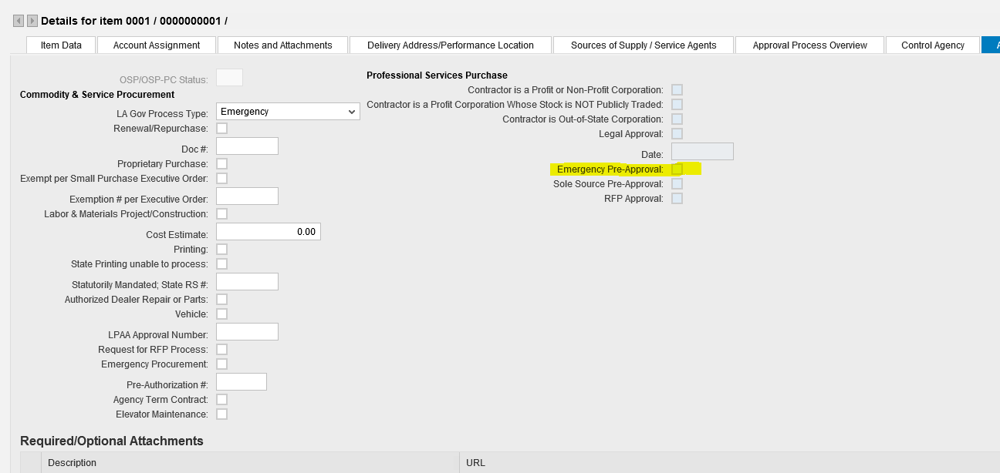 Details for item 0001 / 0000000001 /
Item Data
Account Assignment
Notes and Attachments
Delivery Address/Performance Location
Sources of Supply / Service Agents
Approval Process Overview
Control Agency
OSP/OSP-PC Status:
Commodity & Service Procurement
LA Gov Process Type: Emergency
Renewal/Repurchase:
Doc #:
Proprietary Purchase:
Exempt per Small Purchase Executive Order:
Exemption # per Executive Order:
Labor & Materials Project/Construction:
Cost Estimate: 0.00
Printing:
State Printing unable to process:
Statutorily Mandated; State RS #:
Authorized Dealer Repair or Parts:
Vehicle:
LPAA Approval Number:
Request for RFP Process:
Emergency Procurement:
Pre-Authorization #:
Agency Term Contract:
Elevator Maintenance:
Professional Services Purchase
Contractor is a Profit or Non-Profit Corporation:
Contractor is a Profit Corporation Whose Stock is NOT Publicly Traded:
Contractor is Out-of-State Corporation:
Legal Approval:
Date:
Emergency Pre-Approval:
Sole Source Pre-Approval:
RFP Approval:
Required/Optional Attachments
Description
URL